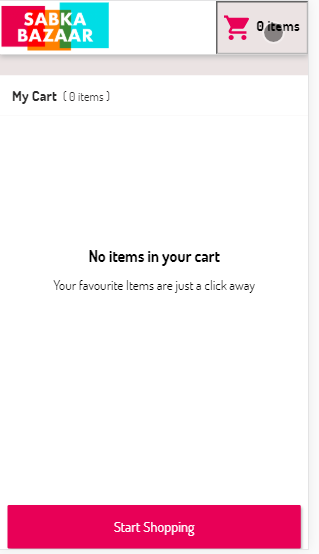 SABKA
BAZAAR
0 items
My Cart ( 0 items )
No items in your cart
Your favourite Items are just a click away
Start Shopping